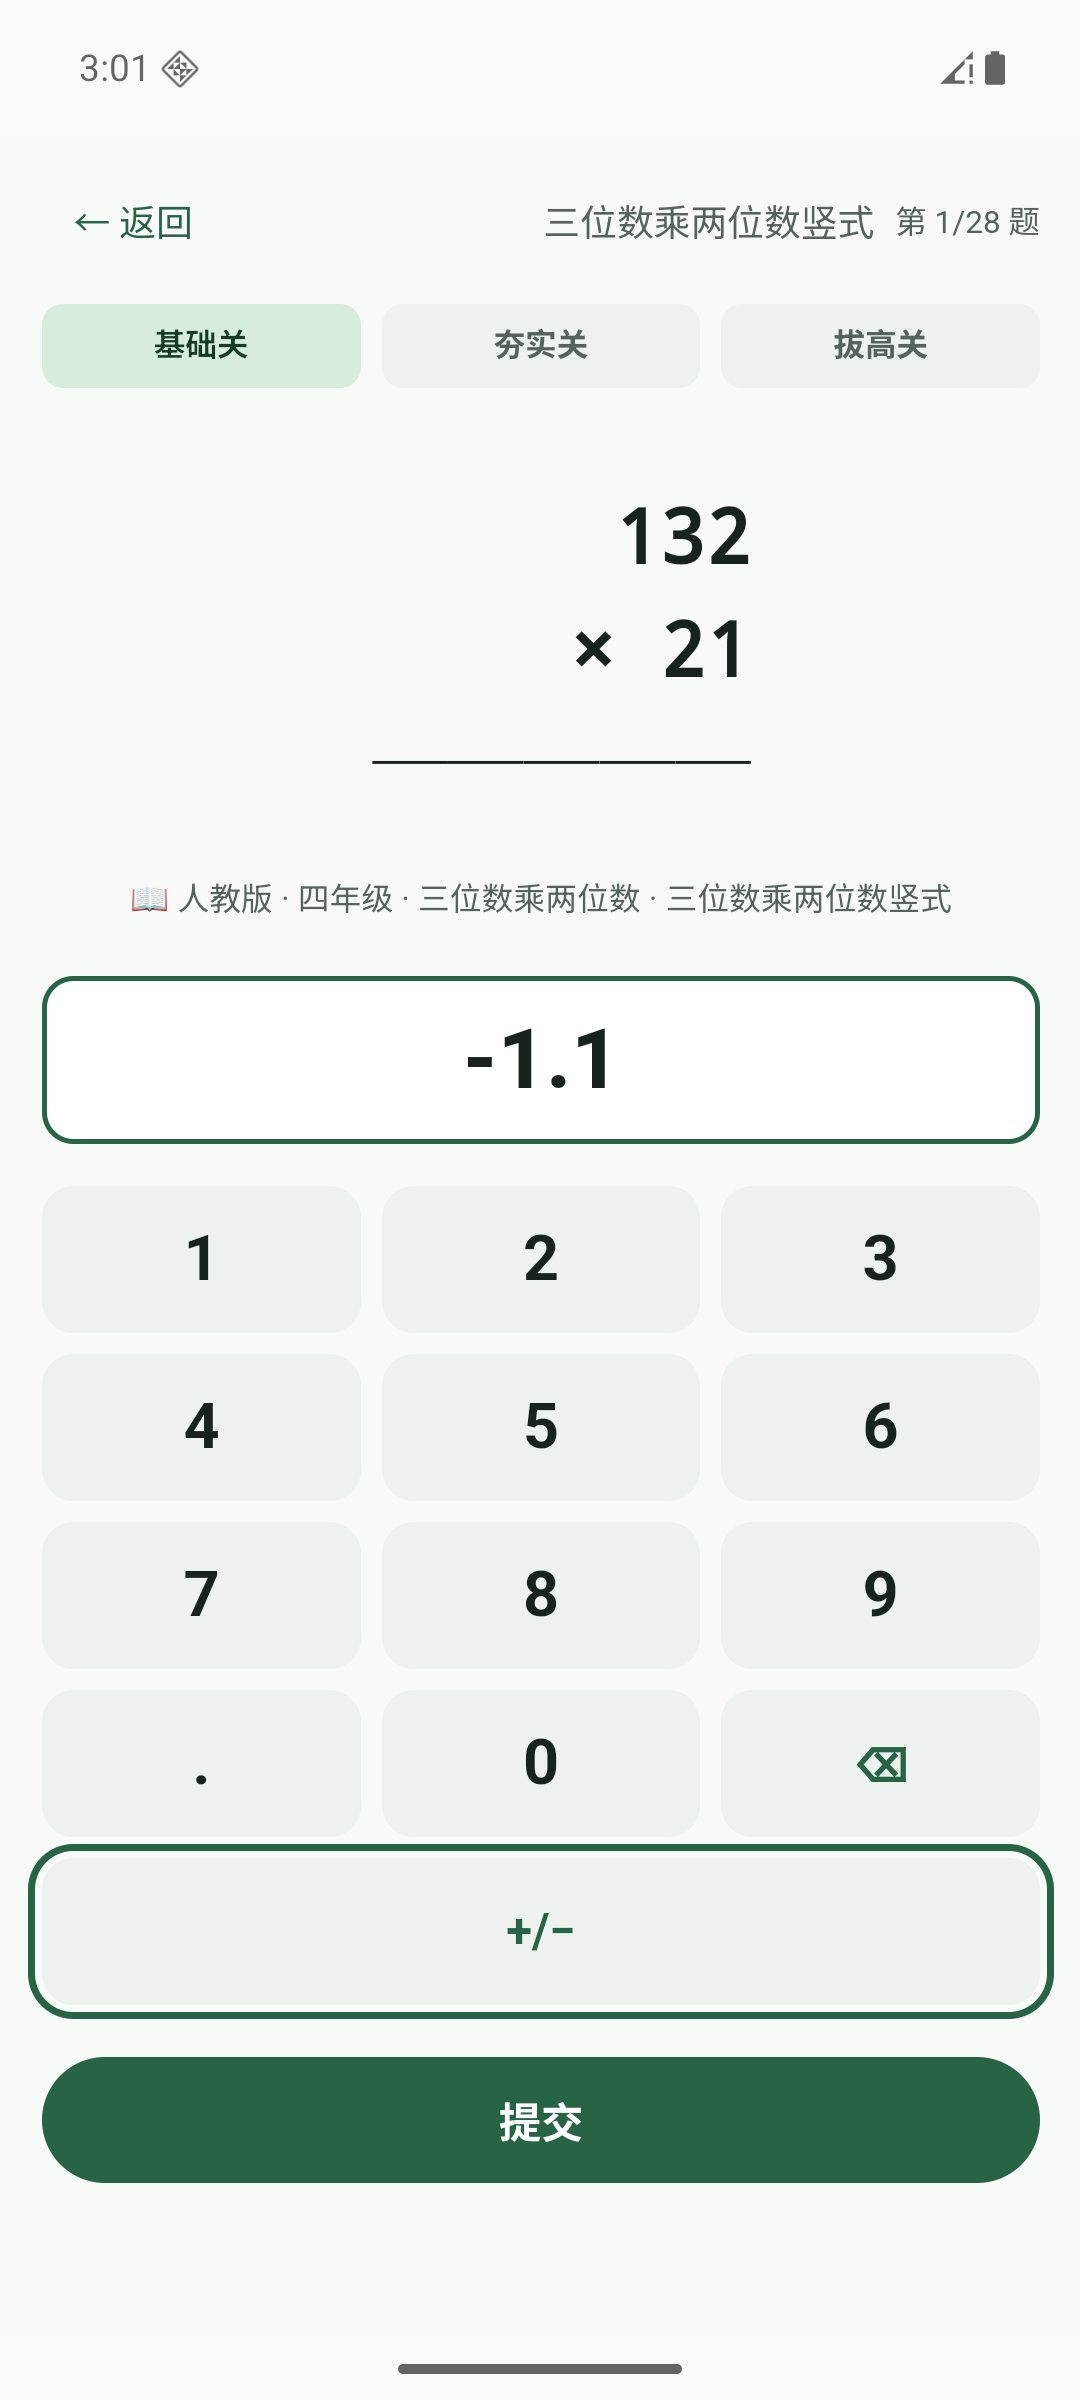 3:01
← 返回
三位数乘两位数竖式 第 1/28 题
基础关 夯实关 拔高关
132
× 21
📖 人教版 · 四年级 · 三位数乘两位数 · 三位数乘两位数竖式
-1.1
1 2 3
4 5 6
7 8 9
. 0
+/−
提交